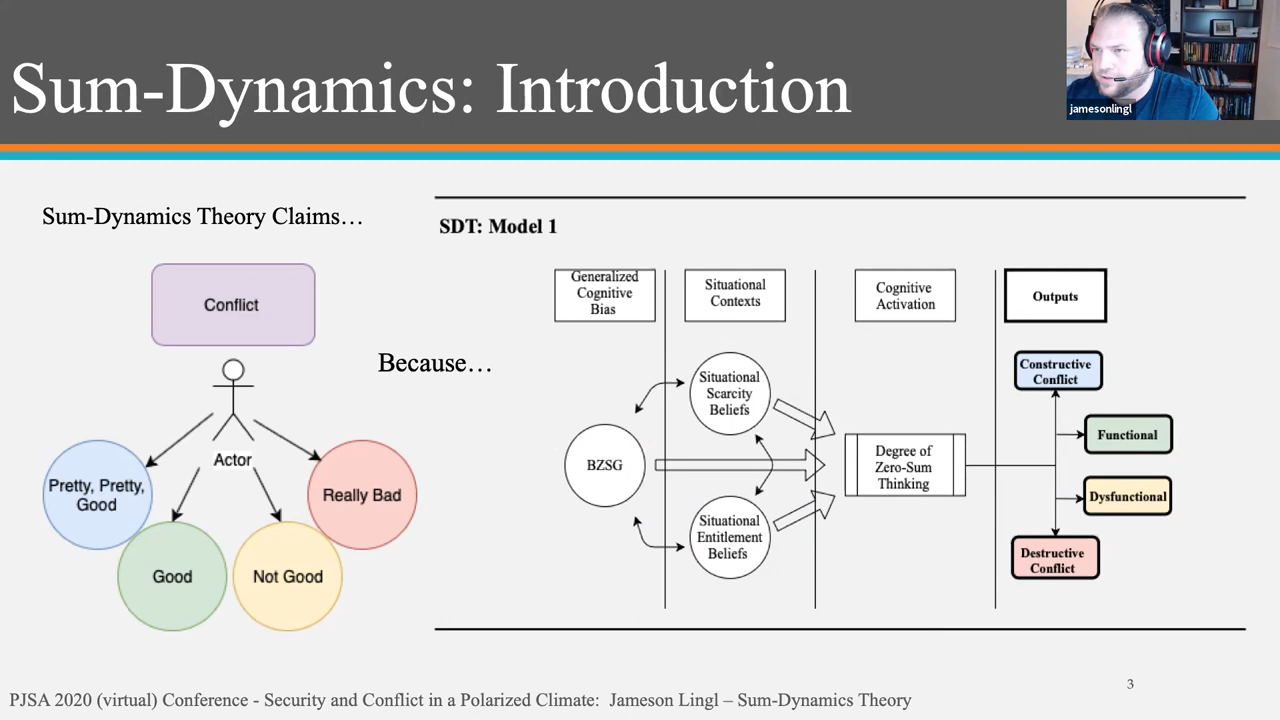 Sum-Dynamics: Introduction
jamesonlingl
Sum-Dynamics Theory Claims…
Conflict
Actor
Pretty, Pretty,
Good
Good
Not Good
Really Bad
Because…
SDT: Model 1
Generalized
Cognitive
Bias
Situational
Contexts
Cognitive
Activation
Outputs
BZSG
Situational
Scarcity
Beliefs
Situational
Entitlement
Beliefs
Degree of
Zero-Sum
Thinking
Constructive
Conflict
Functional
Dysfunctional
Destructive
Conflict
3
PJSA 2020 (virtual) Conference - Security and Conflict in a Polarized Climate: Jameson Lingl – Sum-Dynamics Theory